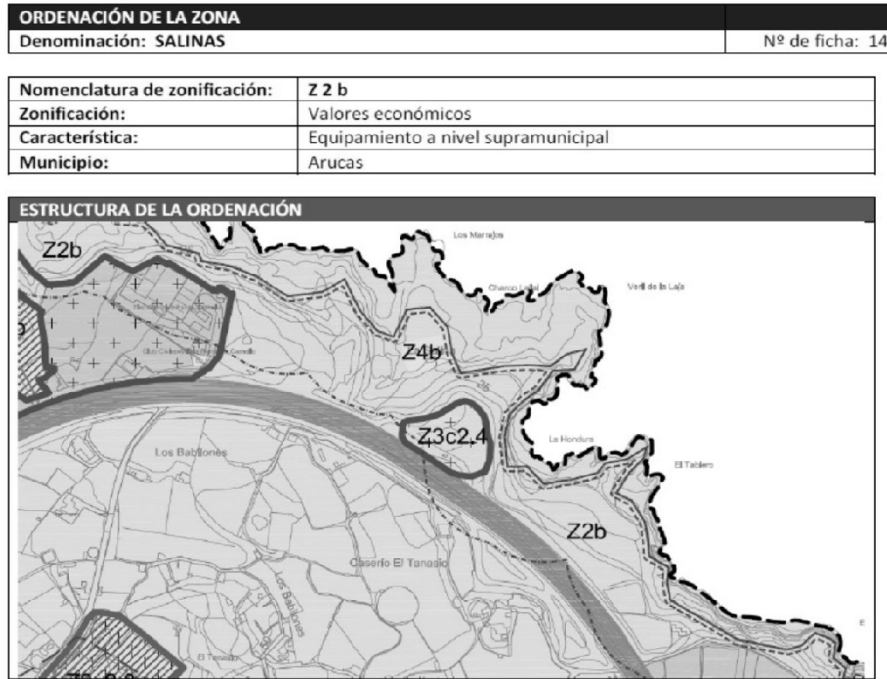 ORDENACIÓN DE LA ZONA
Denominación: SALINAS Nº de ficha: 14
Nomenclatura de zonificación: Z 2 b
Zonificación: Valores económicos
Característica: Equipamiento a nivel supramunicipal
Municipio: Arucas
ESTRUCTURA DE LA ORDENACIÓN
Los Marrajos
Z2b
Charco Leal
Veril de la Laja
Z4b
Z3c2.4
La Hondura
Los Babilones
El Tablero
Z2b
Caserío El Tanasio
Los Babilones
El Tanasio